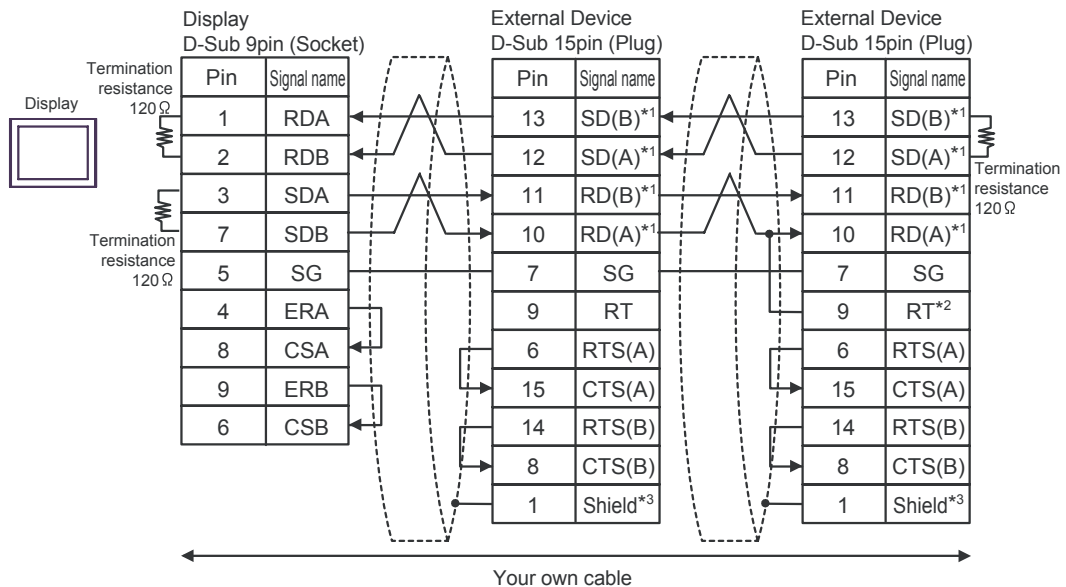 Display
D-Sub 9pin (Socket)
External Device
D-Sub 15pin (Plug)
External Device
D-Sub 15pin (Plug)
Display
Termination
resistance
120Ω
Termination
resistance
120Ω
Pin Signal name
1 RDA
2 RDB
3 SDA
7 SDB
5 SG
4 ERA
8 CSA
9 ERB
6 CSB
Pin Signal name
13 SD(B)*1
12 SD(A)*1
11 RD(B)*1
10 RD(A)*1
7 SG
9 RT
6 RTS(A)
15 CTS(A)
14 RTS(B)
8 CTS(B)
1 Shield*3
Pin Signal name
13 SD(B)*1
12 SD(A)*1
11 RD(B)*1
10 RD(A)*1
7 SG
9 RT*2
6 RTS(A)
15 CTS(A)
14 RTS(B)
8 CTS(B)
1 Shield*3
Termination
resistance
120Ω
Your own cable